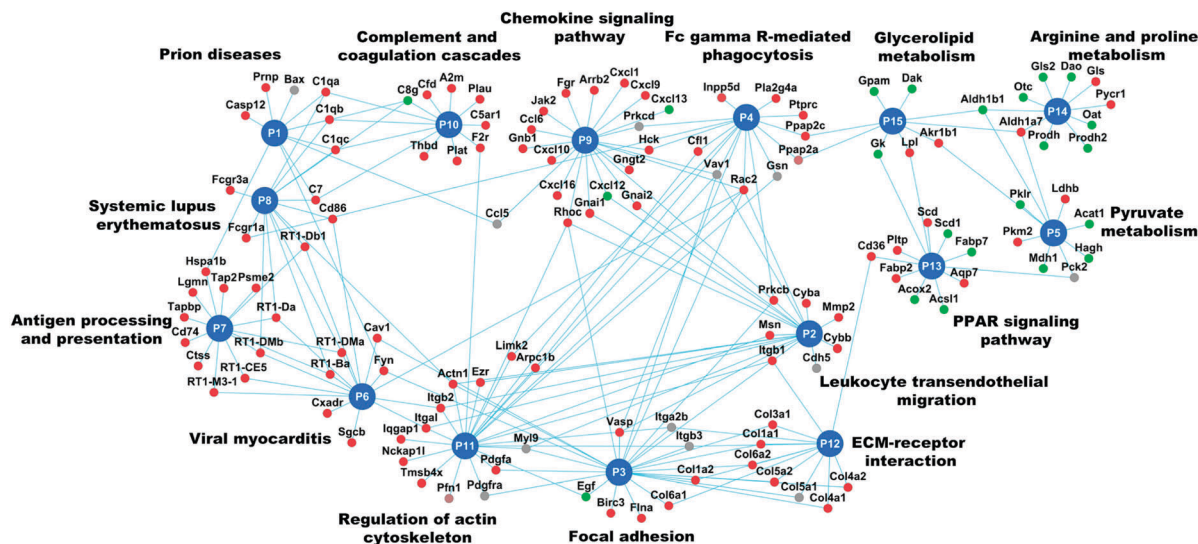 Chemokine signaling
pathway
Prion diseases
Complement and
coagulation cascades
Fc gamma R-mediated
phagocytosis
Glycerolipid
metabolism
Arginine and proline
metabolism
Prnp
Bax
C1qa
Casp12
C1qb
P1
C1qc
C8g
Cfd
A2m
Plau
C5ar1
P10
F2r
Thbd
Plat
Fgr
Arrb2
Cxcl1
Cxcl9
Cxcl13
Jak2
Prkcd
Ccl6
Gnb1
P9
Hck
Cxcl10
Gngt2
Cxcl16
Cxcl12
Gnai2
Gnai1
Rhoc
Ccl5
Inpp5d
Pla2g4a
Ptprc
P4
Ppap2c
Cfl1
Ppap2a
Vav1
Gsn
Rac2
Gpam
Dak
P15
Aldh1b1
Akr1b1
Gk
Lpl
Gls2
Dao
Gls
Otc
Pycr1
P14
Aldh1a7
Oat
Prodh
Prodh2
Fcgr3a
C7
P8
Cd86
Systemic lupus
erythematosus
Fcgr1a
RT1-Db1
Pklr
Ldhb
Acat1
Pkm2
P5
Hagh
Mdh1
Pck2
Pyruvate
metabolism
Scd
Scd1
Pltp
Cd36
Fabp7
P13
Fabp2
Aqp7
Acox2
Acsl1
PPAR signaling
pathway
Hspa1b
Lgmn
Tap2
Psme2
Tapbp
RT1-Da
P7
Cd74
RT1-DMb
RT1-DMa
Ctss
RT1-CE5
RT1-Ba
RT1-M3-1
Antigen processing
and presentation
Cav1
Fyn
P6
Cxadr
Sgcb
Viral myocarditis
Prkcb
Cyba
Mmp2
Msn
P2
Cybb
Itgb1
Cdh5
Leukocyte transendothelial
migration
Limk2
Arpc1b
Actn1
Ezr
Itgb2
Itgal
Iqgap1
P11
Myl9
Nckap1l
Pdgfa
Tmsb4x
Pfn1
Pdgfra
Regulation of actin
cytoskeleton
Vasp
Itga2b
Itgb3
P3
Egf
Birc3
Flna
Col6a1
Col1a2
Focal adhesion
Col3a1
Col1a1
P12
Col6a2
Col5a2
Col4a2
Col5a1
Col4a1
ECM-receptor
interaction